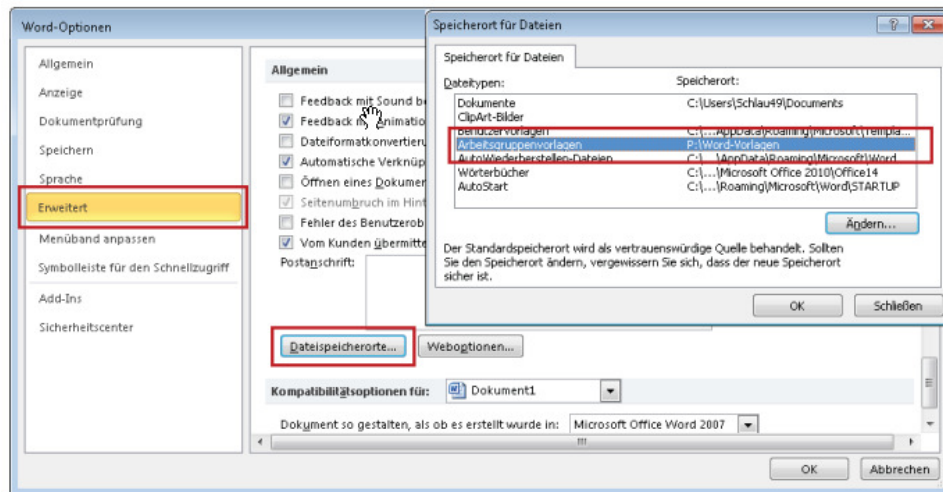 Word-Optionen
Allgemein
Anzeige
Dokumentprüfung
Speichern
Sprache
Erweitert
Menüband anpassen
Symbolleiste für den Schnellzugriff
Add-Ins
Sicherheitscenter
Allgemein
Feedback mit Sound
Feedback
Dateiformatkonvertieru
Automatische Verknüp
Öffnen eines Dokumen
Seitenumbruch im Hint
Fehler des Benutzerob
Vom Kunden übermitte
Postanschrift:
Dateispeicherorte... Weboptionen...
Kompatibilitätsoptionen für: Dokument1
Dokument so gestalten, als ob es erstellt wurde in: Microsoft Office Word 2007
OK Abbrechen
Speicherort für Dateien
Speicherort für Dateien
Dateitypen: Speicherort:
Dokumente C:\Users\Schlau49\Documents
ClipArt-Bilder
Benutzervorlagen C:\...AppData\Roaming\Microsoft\Templa...
Arbeitsgruppenvorlagen P:\Word-Vorlagen
AutoWiederherstellen-Dateien C:\...\AppData\Roaming\Microsoft\Word
Wörterbücher C:\...\Microsoft Office 2010\Office14
AutoStart C:\...\Roaming\Microsoft\Word\STARTUP
Ändern...
Der Standardspeicherort wird als vertrauenswürdige Quelle behandelt. Sollten
Sie den Speicherort ändern, vergewissern Sie sich, dass der neue Speicherort
sicher ist.
OK Schließen